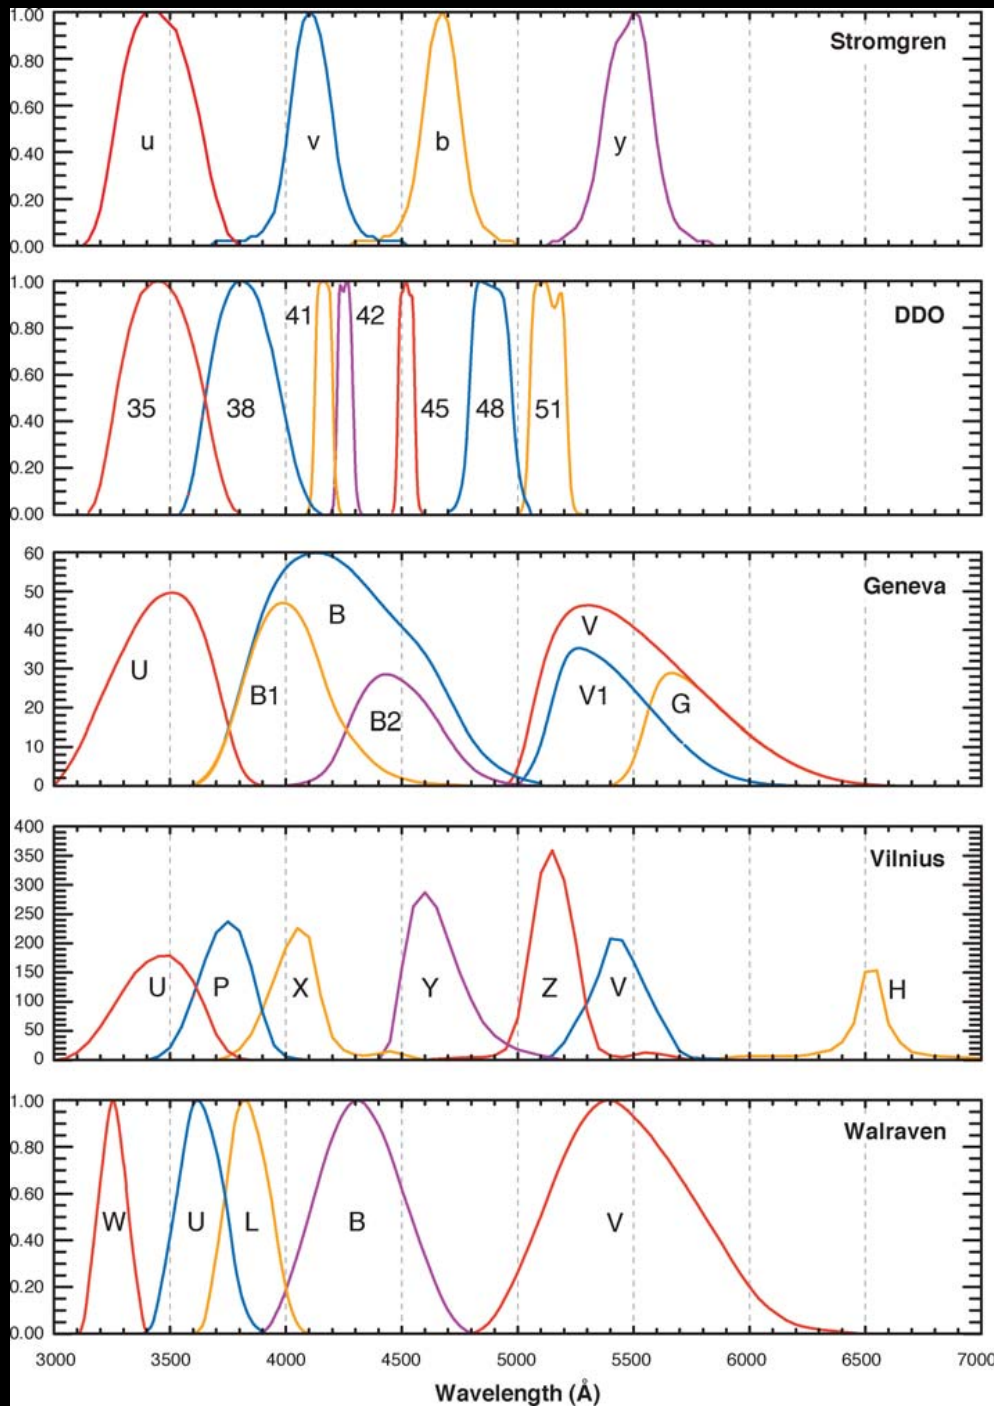 Stromgren
1.00
0.80
0.60
0.40
0.20
0.00
u
v
b
y
DDO
1.00
0.80
0.60
0.40
0.20
0.00
41
42
35
38
45
48
51
Geneva
60
50
40
30
20
10
0
U
B
B1
B2
V
V1
G
Vilnius
400
350
300
250
200
150
100
50
0
U
P
X
Y
Z
V
H
Walraven
1.00
0.80
0.60
0.40
0.20
0.00
W
U
L
B
V
3000 3500 4000 4500 5000 5500 6000 6500 7000
Wavelength (Å)